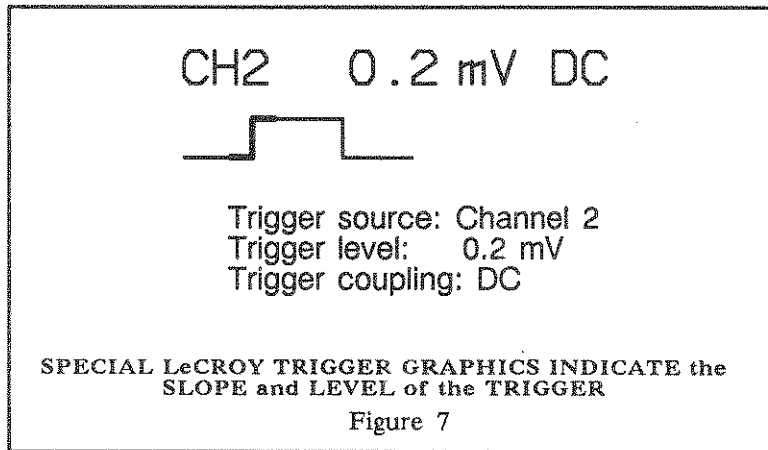 CH2 0.2 mV DC
Trigger source: Channel 2
Trigger level: 0.2 mV
Trigger coupling: DC
SPECIAL LeCROY TRIGGER GRAPHICS INDICATE the
SLOPE and LEVEL of the TRIGGER
Figure 7